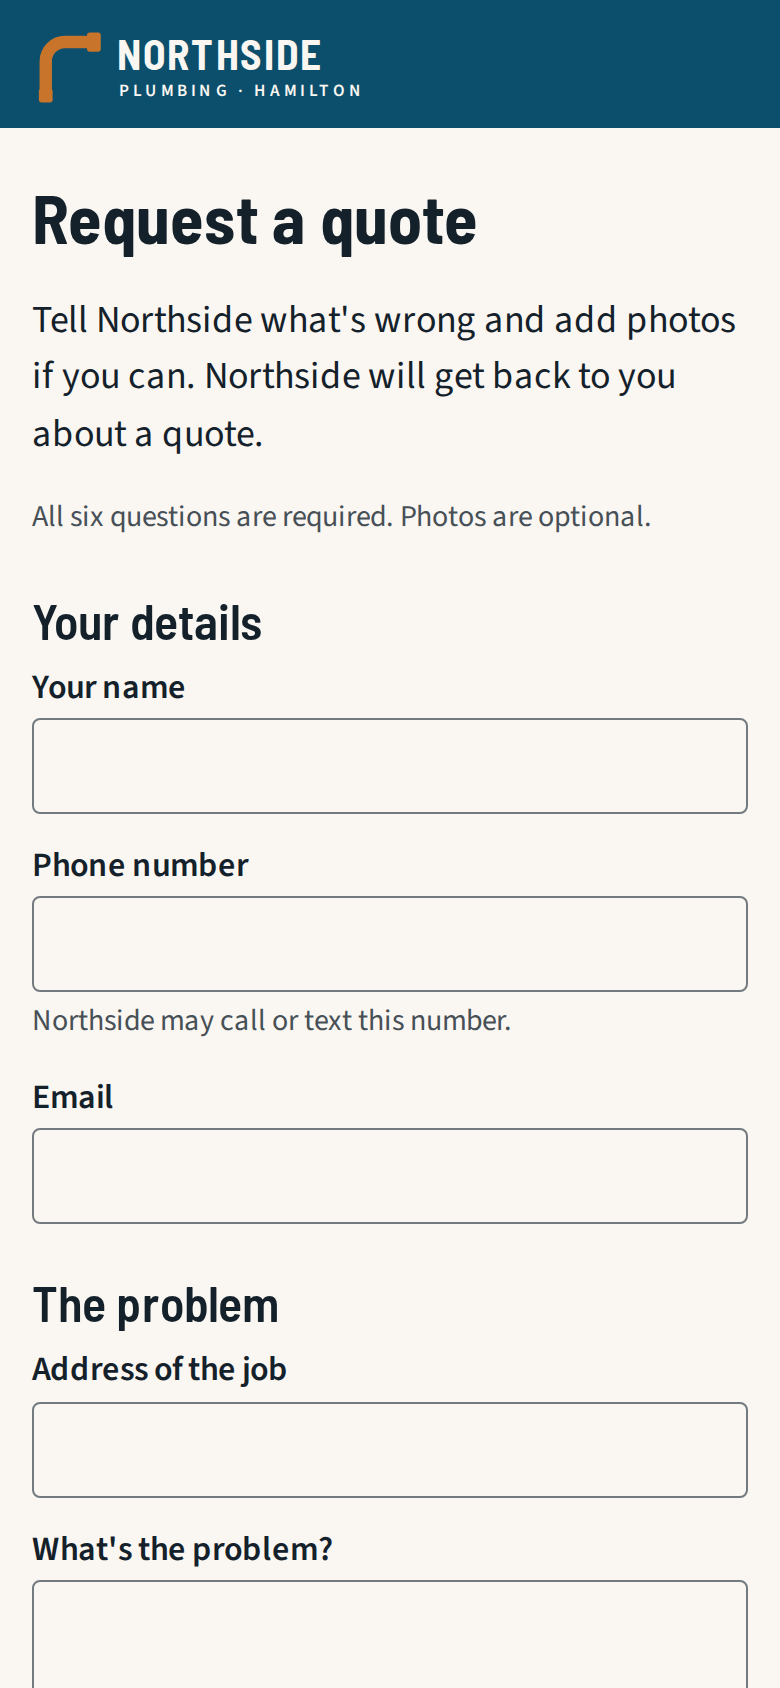 NORTHSIDE
PLUMBING · HAMILTON
Request a quote
Tell Northside what's wrong and add photos
if you can. Northside will get back to you
about a quote.
All six questions are required. Photos are optional.
Your details
Your name
Phone number
Northside may call or text this number.
Email
The problem
Address of the job
What's the problem?